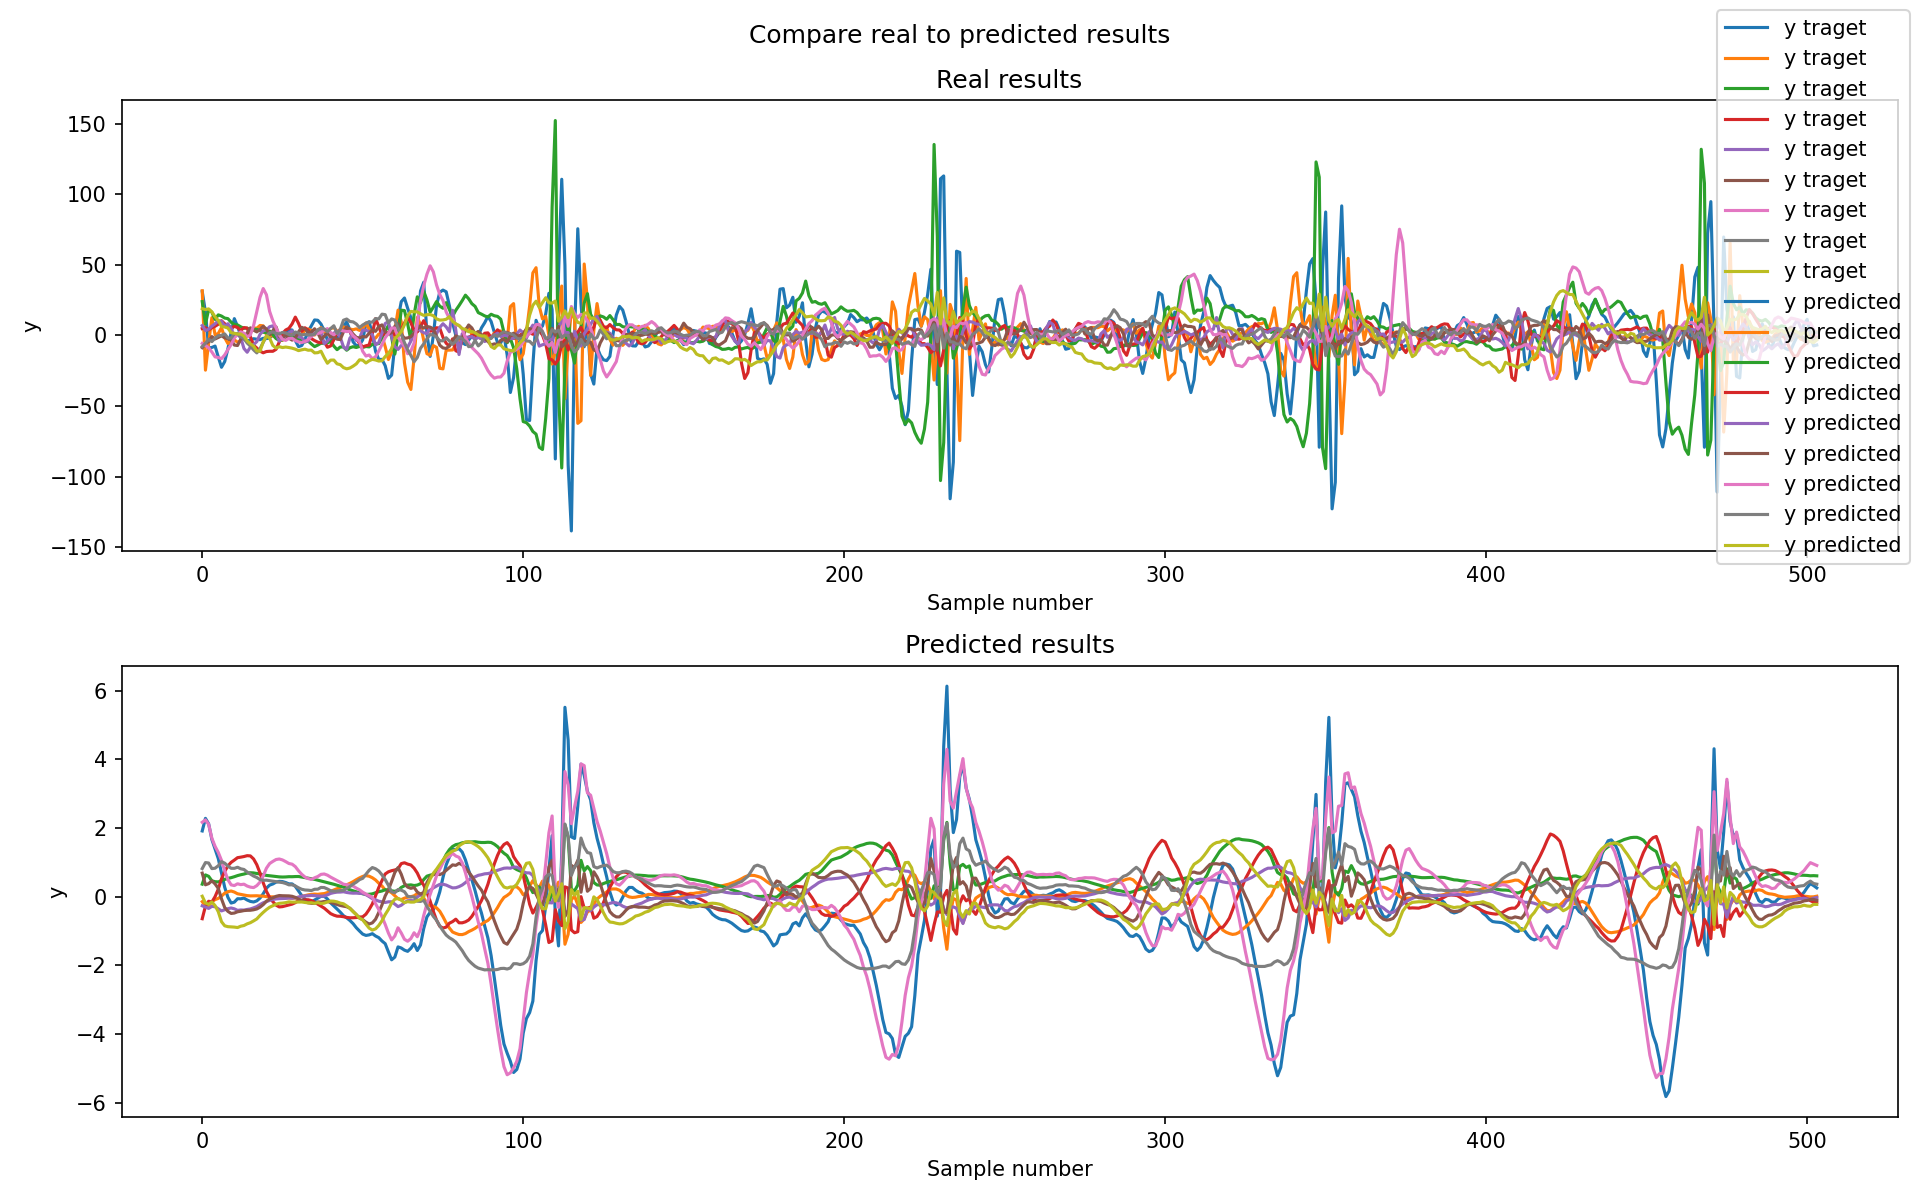 Compare real to predicted results
Real results
y traget
y traget
y traget
y traget
y traget
y traget
y traget
y traget
y traget
y predicted
y predicted
y predicted
y predicted
y predicted
y predicted
y predicted
y predicted
y predicted
150
100
50
0
−50
−100
−150
y
0
100
200
300
400
500
Sample number
Predicted results
6
4
2
0
−2
−4
−6
y
0
100
200
300
400
500
Sample number